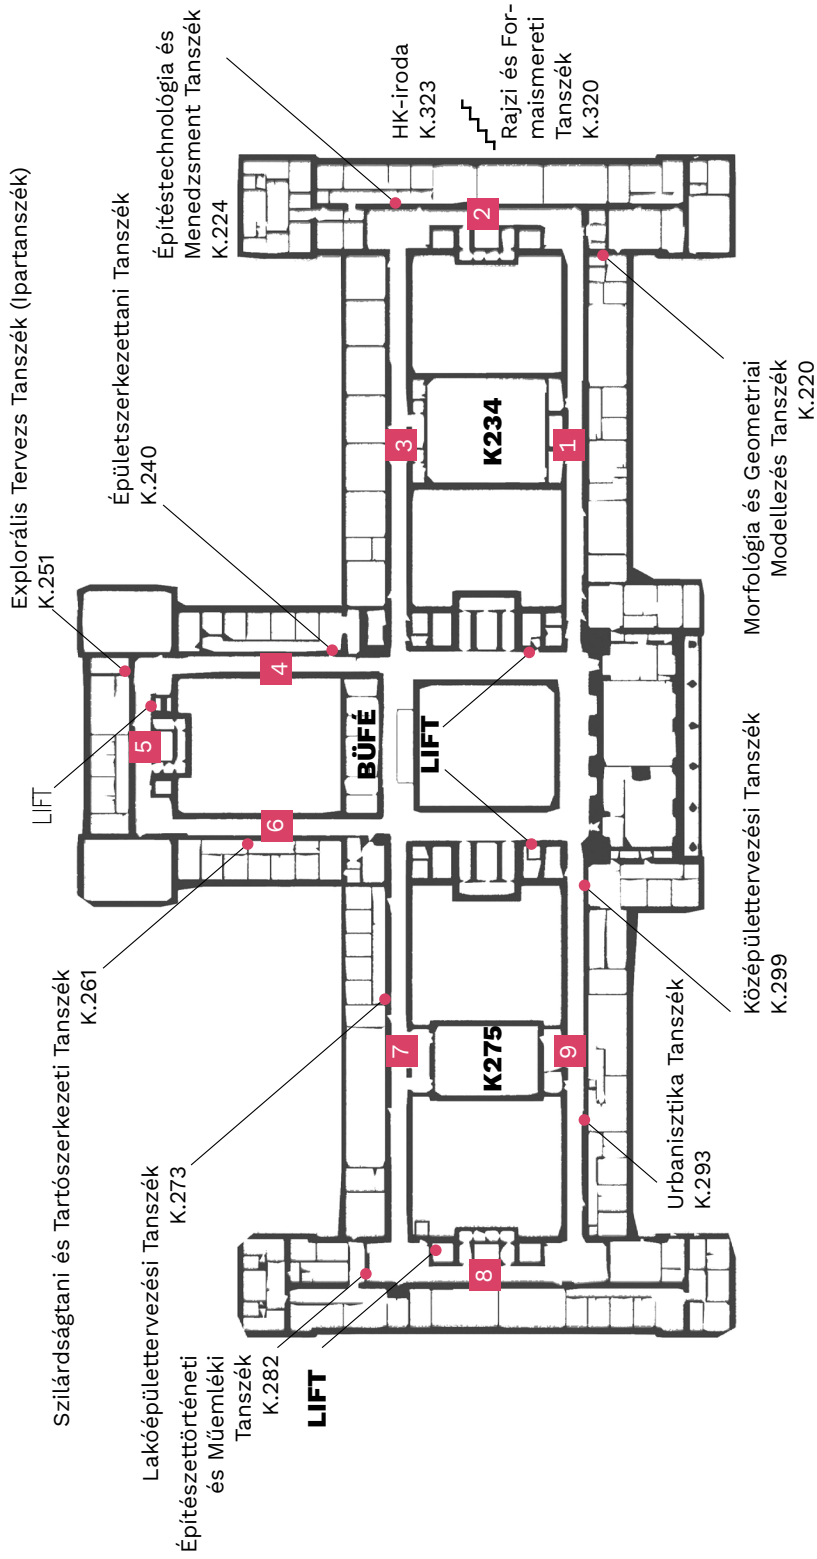 Explorális Tervezs Tanszék (Ipartanszék)
K.251
Építéstechnológia és
Menedzsment Tanszék
K.224
Épületszerkezettani Tanszék
K.240
HK-iroda
K.323
Rajzi és For-
maismereti
Tanszék
K.320
LIFT
Szilárdságtani és Tartószerkezeti Tanszék
K.261
Lakóépülettervezési Tanszék
K.273
Építészettörténeti
és Műemléki
Tanszék
K.282
LIFT
5
4
6
BÜFÉ
LIFT
7
3
2
K275
K234
8
9
1
Urbanisztika Tanszék
K.293
Középülettervezési Tanszék
K.299
Morfológia és Geometriai
Modellezés Tanszék
K.220